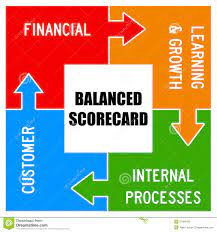 FINANCIAL
LEARNING
& GROWTH
BALANCED
SCORECARD
CUSTOMER
INTERNAL
PROCESSES